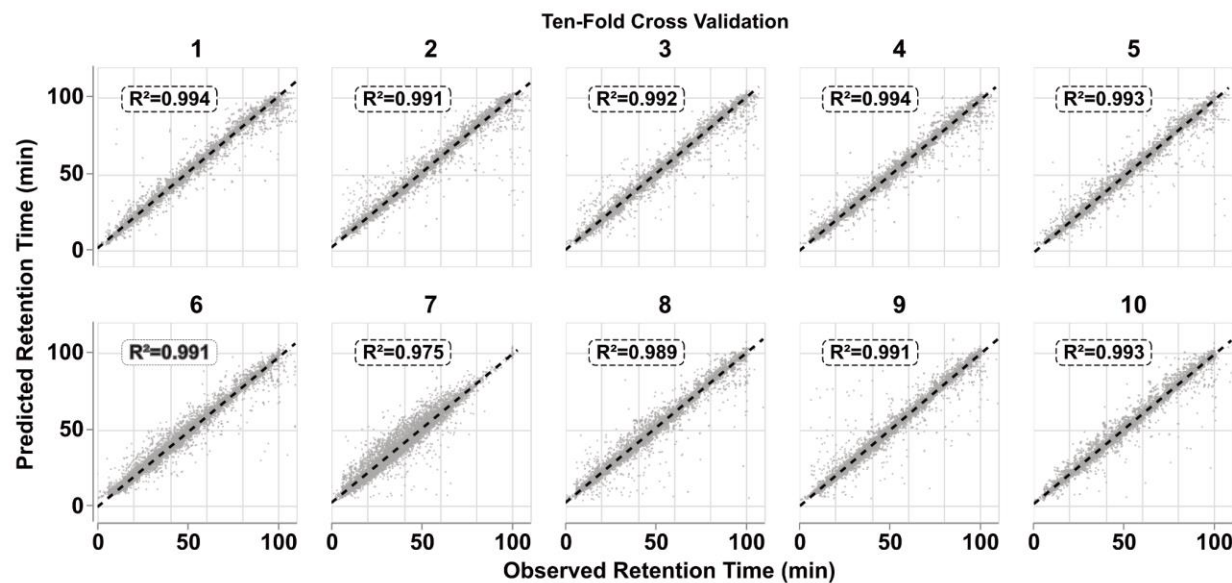 Ten-Fold Cross Validation
1 2 3 4 5
R²=0.994 R²=0.991 R²=0.992 R²=0.994 R²=0.993
100
50
0
6 7 8 9 10
R²=0.991 R²=0.975 R²=0.989 R²=0.991 R²=0.993
100
50
0
0 50 100 0 50 100 0 50 100 0 50 100 0 50 100
Predicted Retention Time (min)
Observed Retention Time (min)